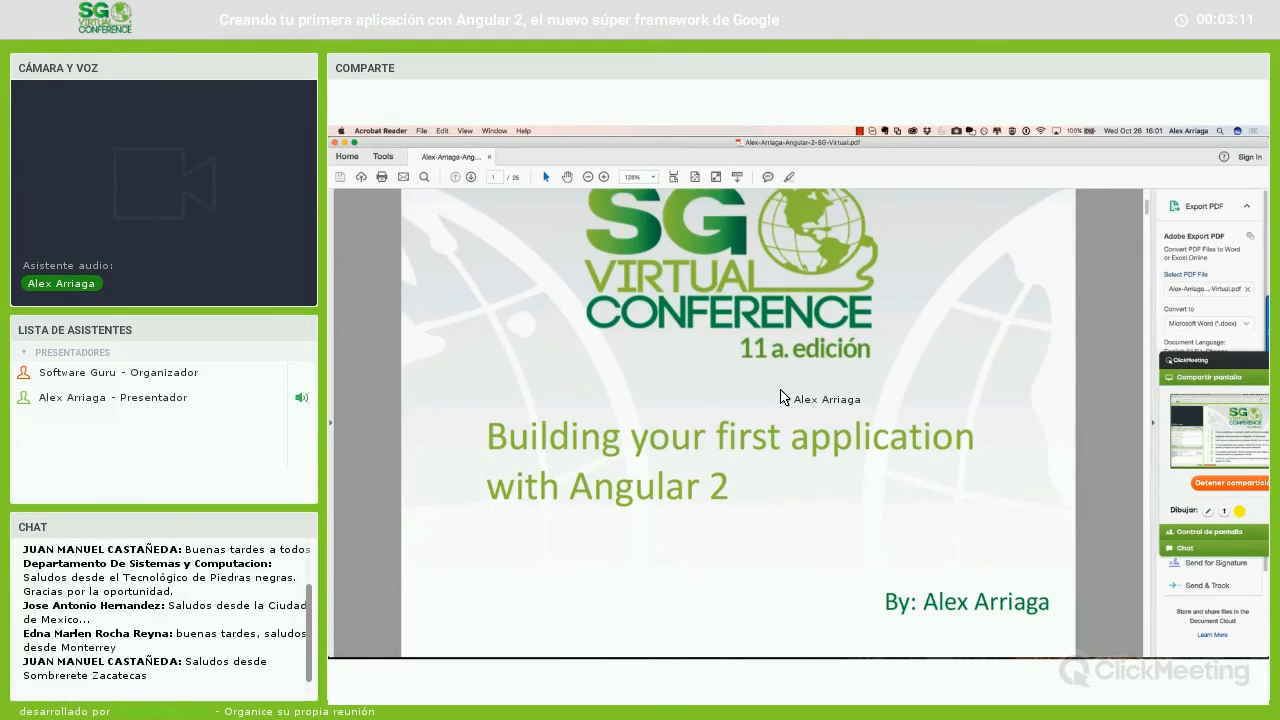 SG
VIRTUAL
CONFERENCE
Creando tu primera aplicación con Angular 2, el nuevo súper framework de Google
00:03:11
CÁMARA Y VOZ
Asistente audio:
Alex Arriaga
LISTA DE ASISTENTES
PRESENTADORES
Software Guru - Organizador
Alex Arriaga - Presentador
CHAT
JUAN MANUEL CASTAÑEDA: Buenas tardes a todos
Departamento De Sistemas y Computacion:
Saludos desde el Tecnológico de Piedras negras.
Gracias por la oportunidad.
Jose Antonio Hernandez: Saludos desde la Ciudad
de Mexico...
Edna Marlen Rocha Reyna: buenas tardes, saludos
desde Monterrey
JUAN MANUEL CASTAÑEDA: Saludos desde
Sombrerete Zacatecas
COMPARTE
Acrobat Reader File Edit View Window Help
100% Wed Oct 26 16:01 Alex Arriaga
Alex-Arriaga-Angular-2-SG-Virtual.pdf
Home Tools Alex-Arriaga-Ang... × Sign In
1 / 25 125%
SG
VIRTUAL
CONFERENCE
11 a. edición
Alex Arriaga
Building your first application
with Angular 2
By: Alex Arriaga
Export PDF
Adobe Export PDF
Convert PDF Files to Word
or Excel Online
Select PDF File
Alex-Arriaga...-Virtual.pdf ×
Convert to
Microsoft Word (*.docx)
Document Language:
ClickMeeting
Compartir pantalla
SG
Detener compartició
Dibujar:
Control de pantalla
Chat
Send for Signature
Send & Track
Store and share files in the
Document Cloud
Learn More
ClickMeeting
desarrollado por
- Organice su propia reunión